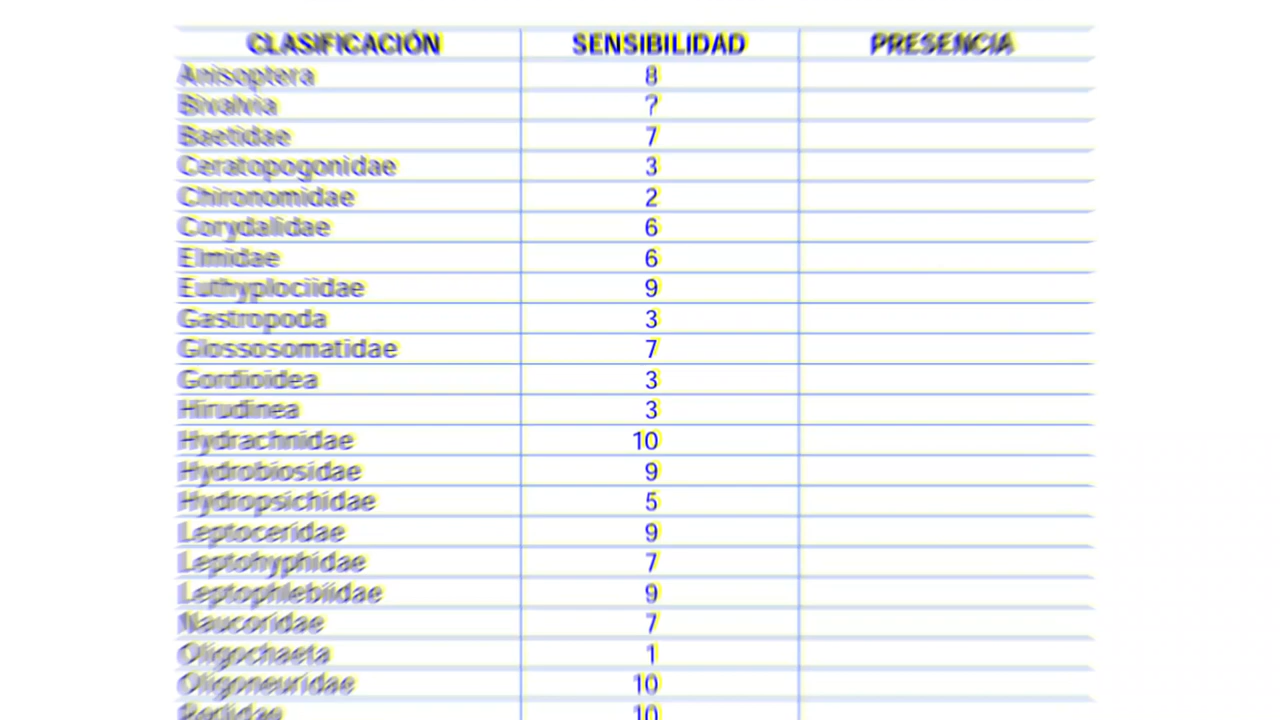 CLASIFICACIÓN SENSIBILIDAD PRESENCIA
Anisoptera 8
Bivalvia ?
Baetidae 7
Ceratopogonidae 3
Chironomidae 2
Corydalidae 6
Elmidae 6
Euthyplociidae 9
Gastropoda 3
Glossosomatidae 7
Gordioidea 3
Hirudinea 3
Hydrachnidae 10
Hydrobiosidae 9
Hydropsichidae 5
Leptoceridae 9
Leptohyphidae 7
Leptophlebiidae 9
Naucoridae 7
Oligochaeta 1
Oligoneuridae 10
10